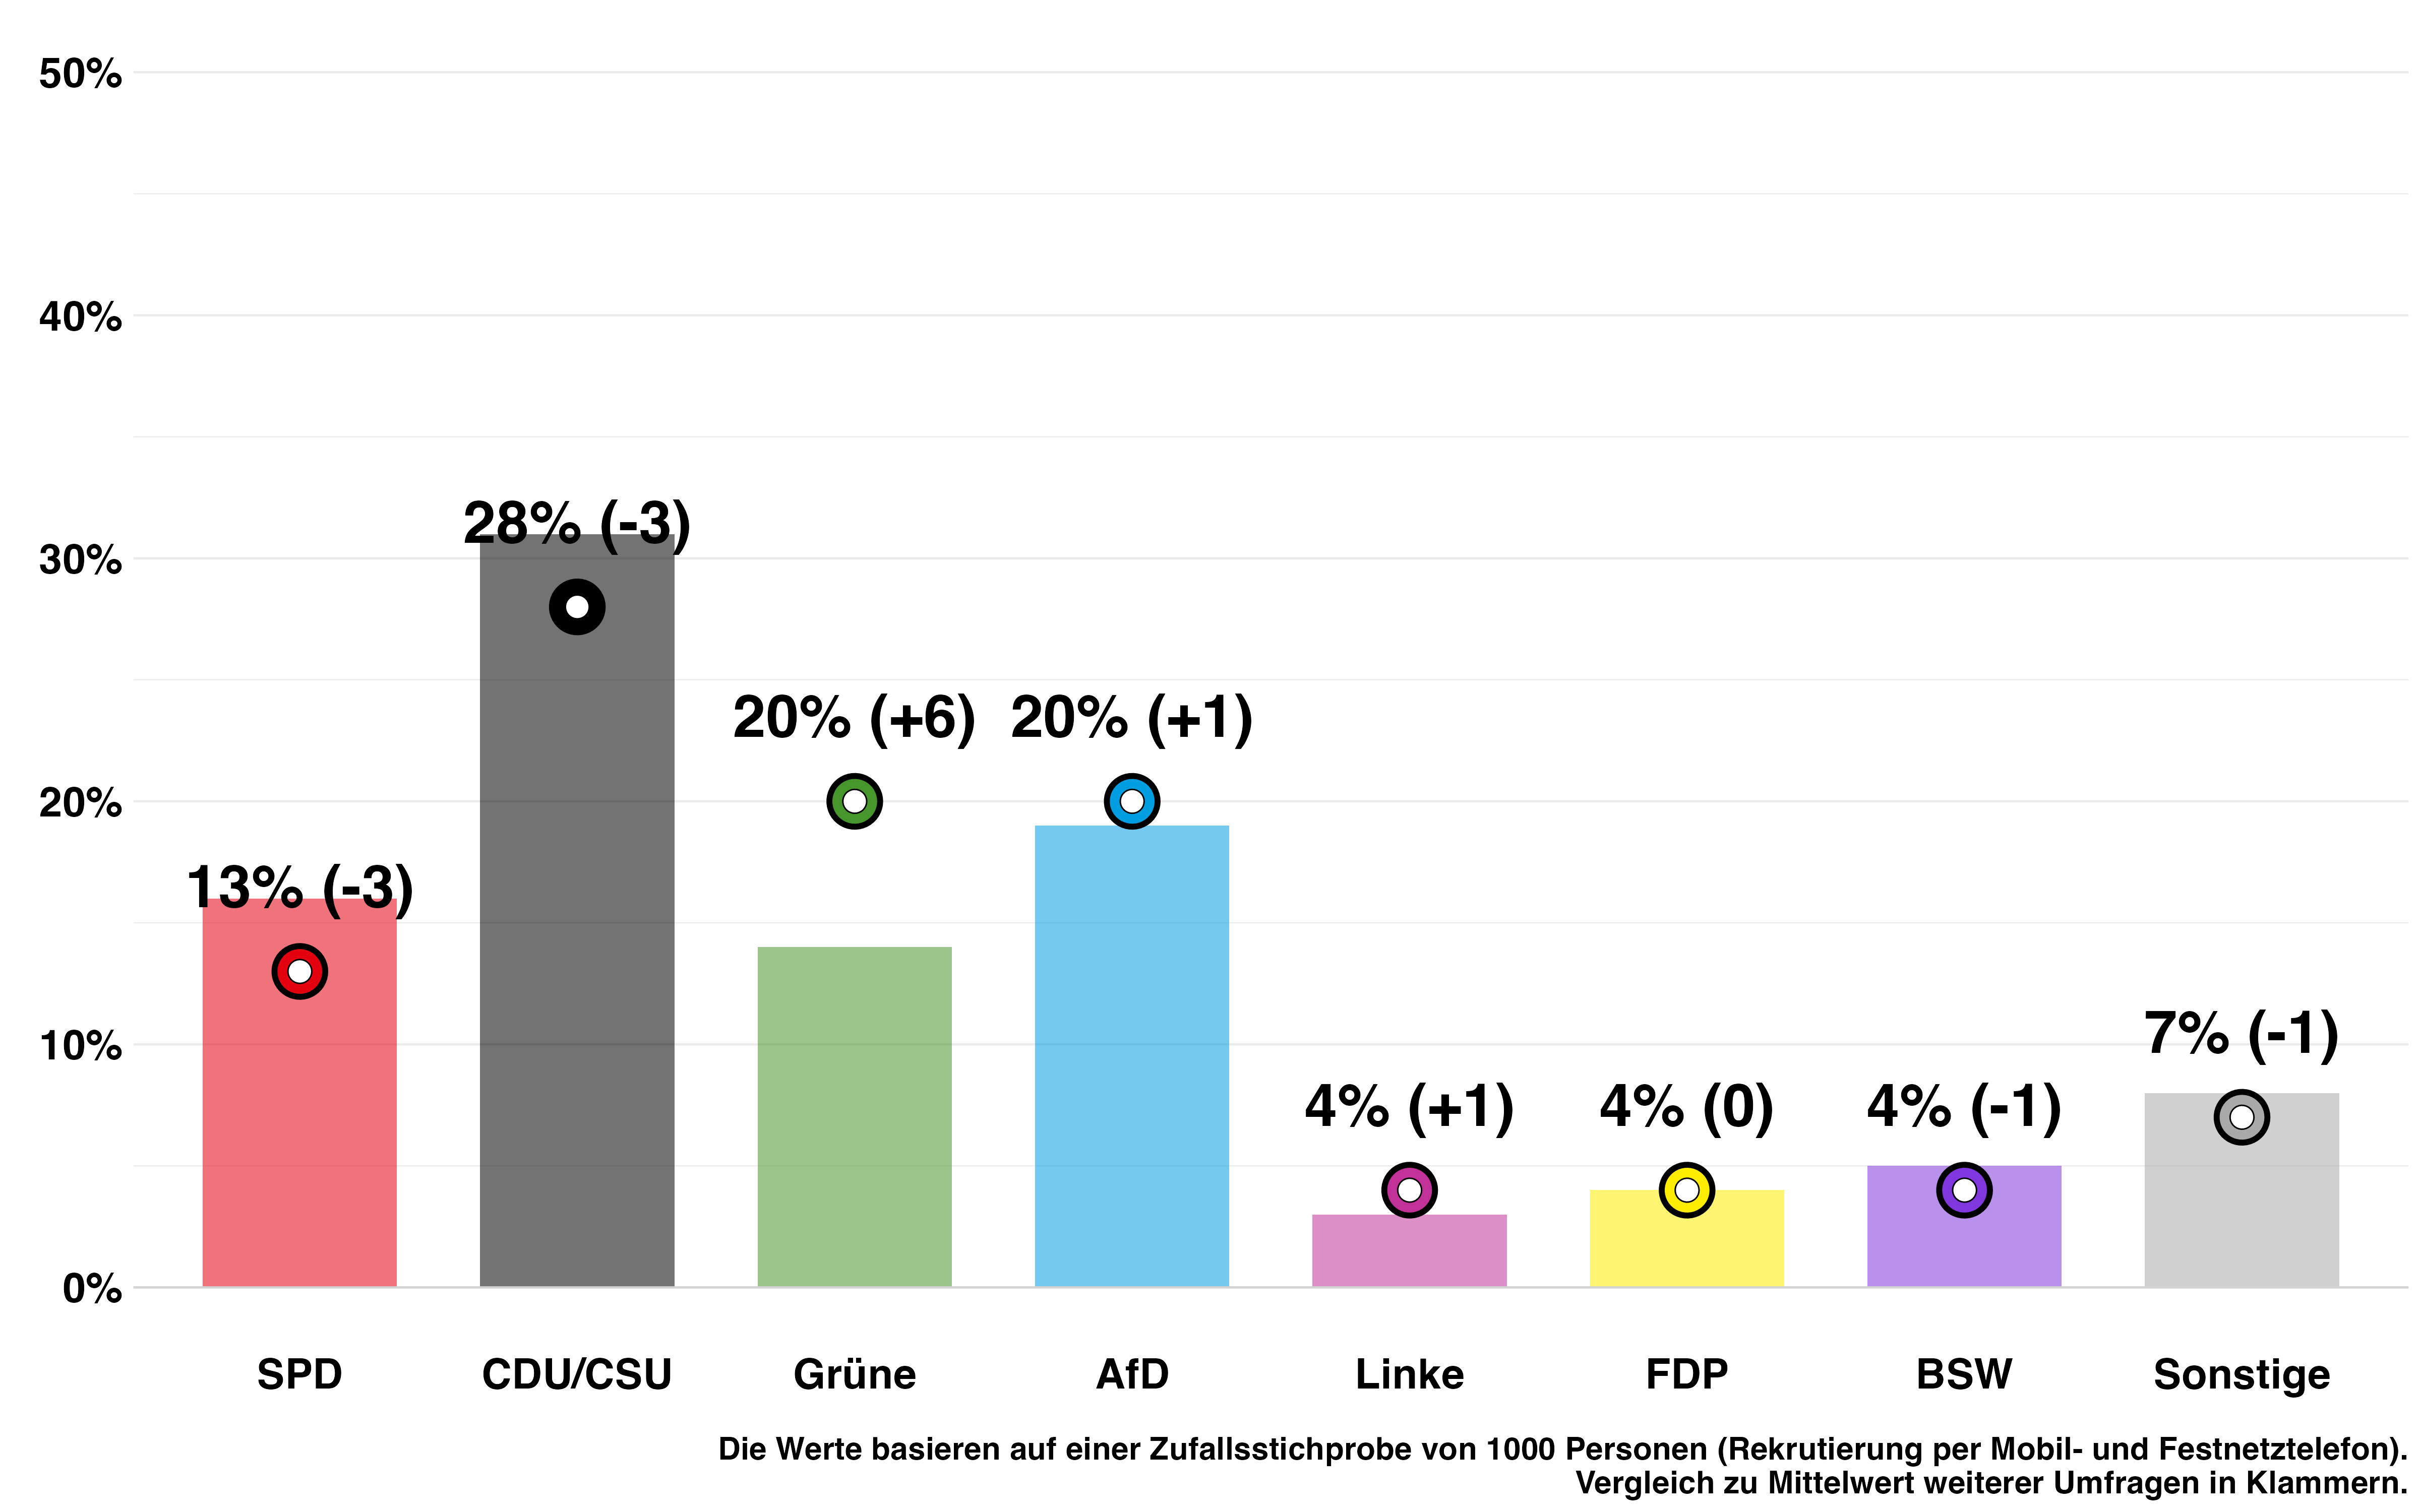 50%
40%
30%
20%
10%
0%
13% (-3)
28% (-3)
20% (+6)
20% (+1)
4% (+1)
4% (0)
4% (-1)
7% (-1)
SPD
CDU/CSU
Grüne
AfD
Linke
FDP
BSW
Sonstige
Die Werte basieren auf einer Zufallsstichprobe von 1000 Personen (Rekrutierung per Mobil- und Festnetztelefon).
Vergleich zu Mittelwert weiterer Umfragen in Klammern.